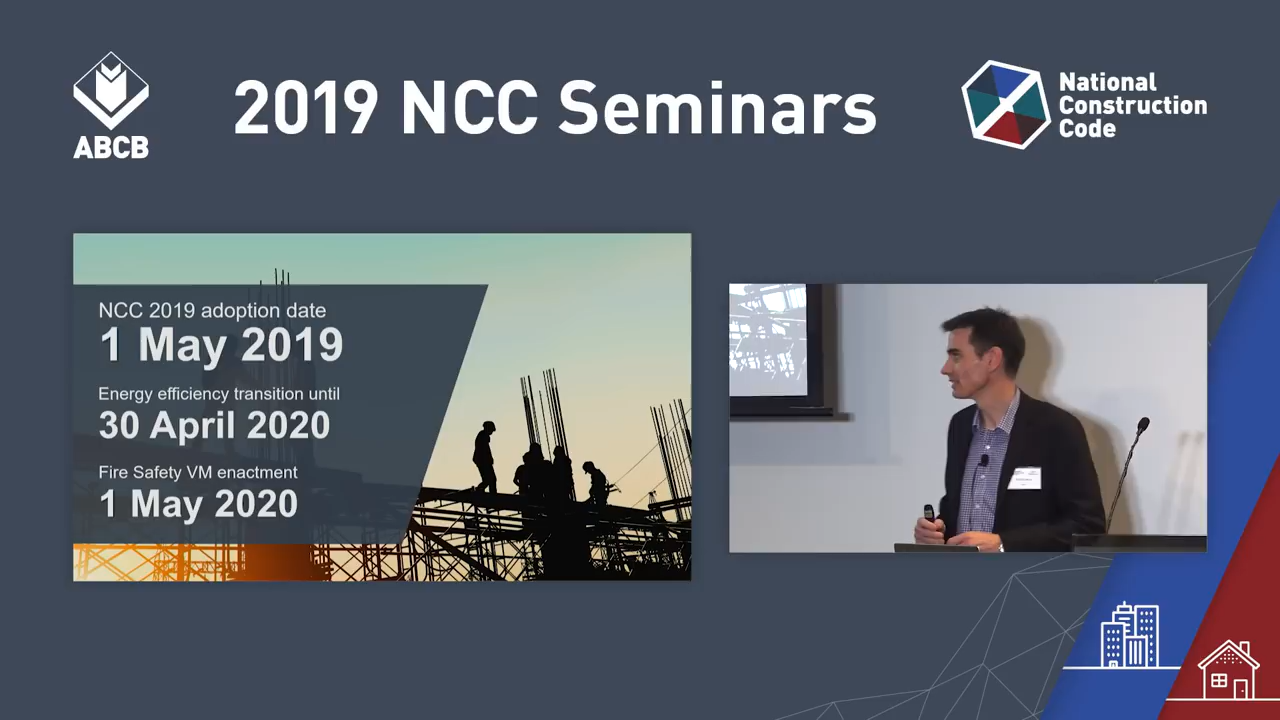 ABCB
2019 NCC Seminars
National
Construction
Code
NCC 2019 adoption date
1 May 2019
Energy efficiency transition until
30 April 2020
Fire Safety VM enactment
1 May 2020